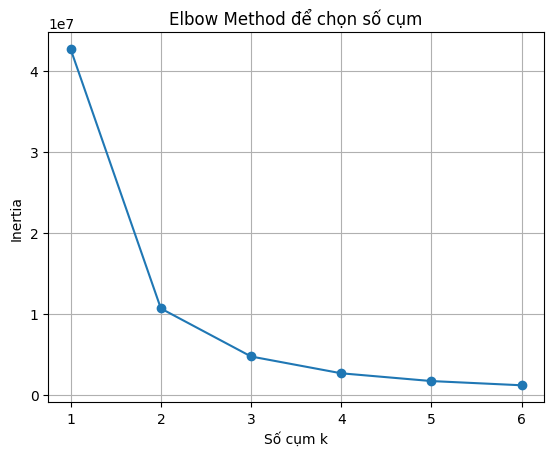 Elbow Method để chọn số cụm
1e7
4
3
2
1
0
Inertia
1 2 3 4 5 6
Số cụm k